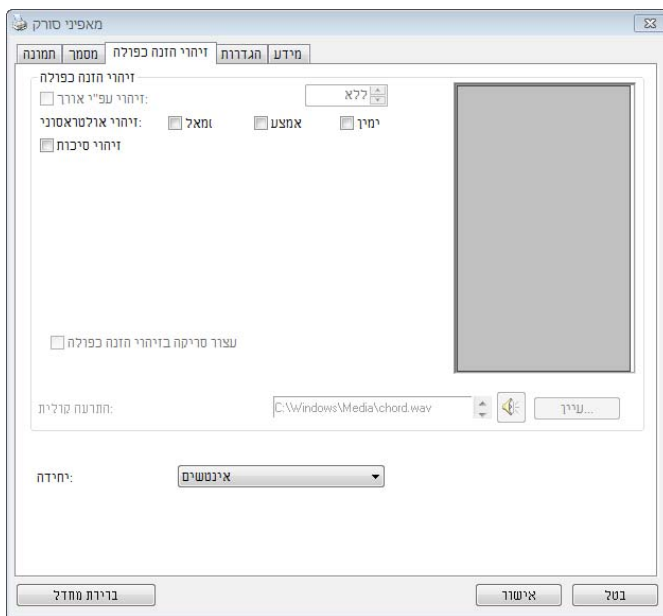 מאפיני סורק
תמונה מסמך זיהוי הזנה כפולה הגדרות מידע
זיהוי הזנה כפולה
זיהוי עפ"י אורך: ללא
זיהוי אולטראסוני: אמצע ימין
זיהוי סיכות
עצור סריקה בזיהוי הזנה כפולה
התרעה קולית: C:\Windows\Media\chord.wav עיין...
יחידה: אינטשים
ברירת מחדל אישור בטל